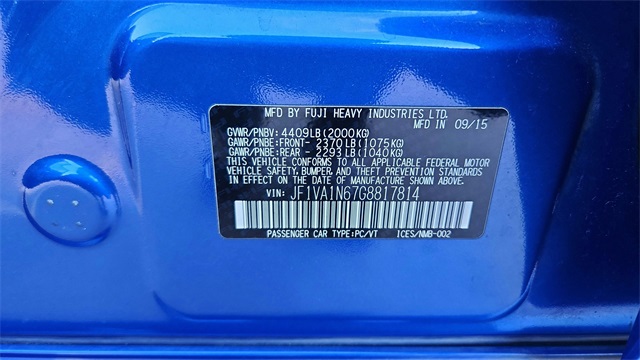 MFD BY FUJI HEAVY INDUSTRIES LTD.
MFD IN 09/15
GVWR/PNBV: 4409LB(2000KG)
GAWR/PNBE:FRONT- 2370LB(1075KG)
GAWR/PNBE:REAR - 2293LB(1040KG)
THIS VEHICLE CONFORMS TO ALL APPLICABLE FEDERAL MOTOR
VEHICLE SAFETY, BUMPER, AND THEFT PREVENTION STANDARDS
IN EFFECT ON THE DATE OF MANUFACTURE SHOWN ABOVE.
VIN: JF1VA1N67G8817814
PASSENGER CAR TYPE:PC/VT ICES/NMB-002